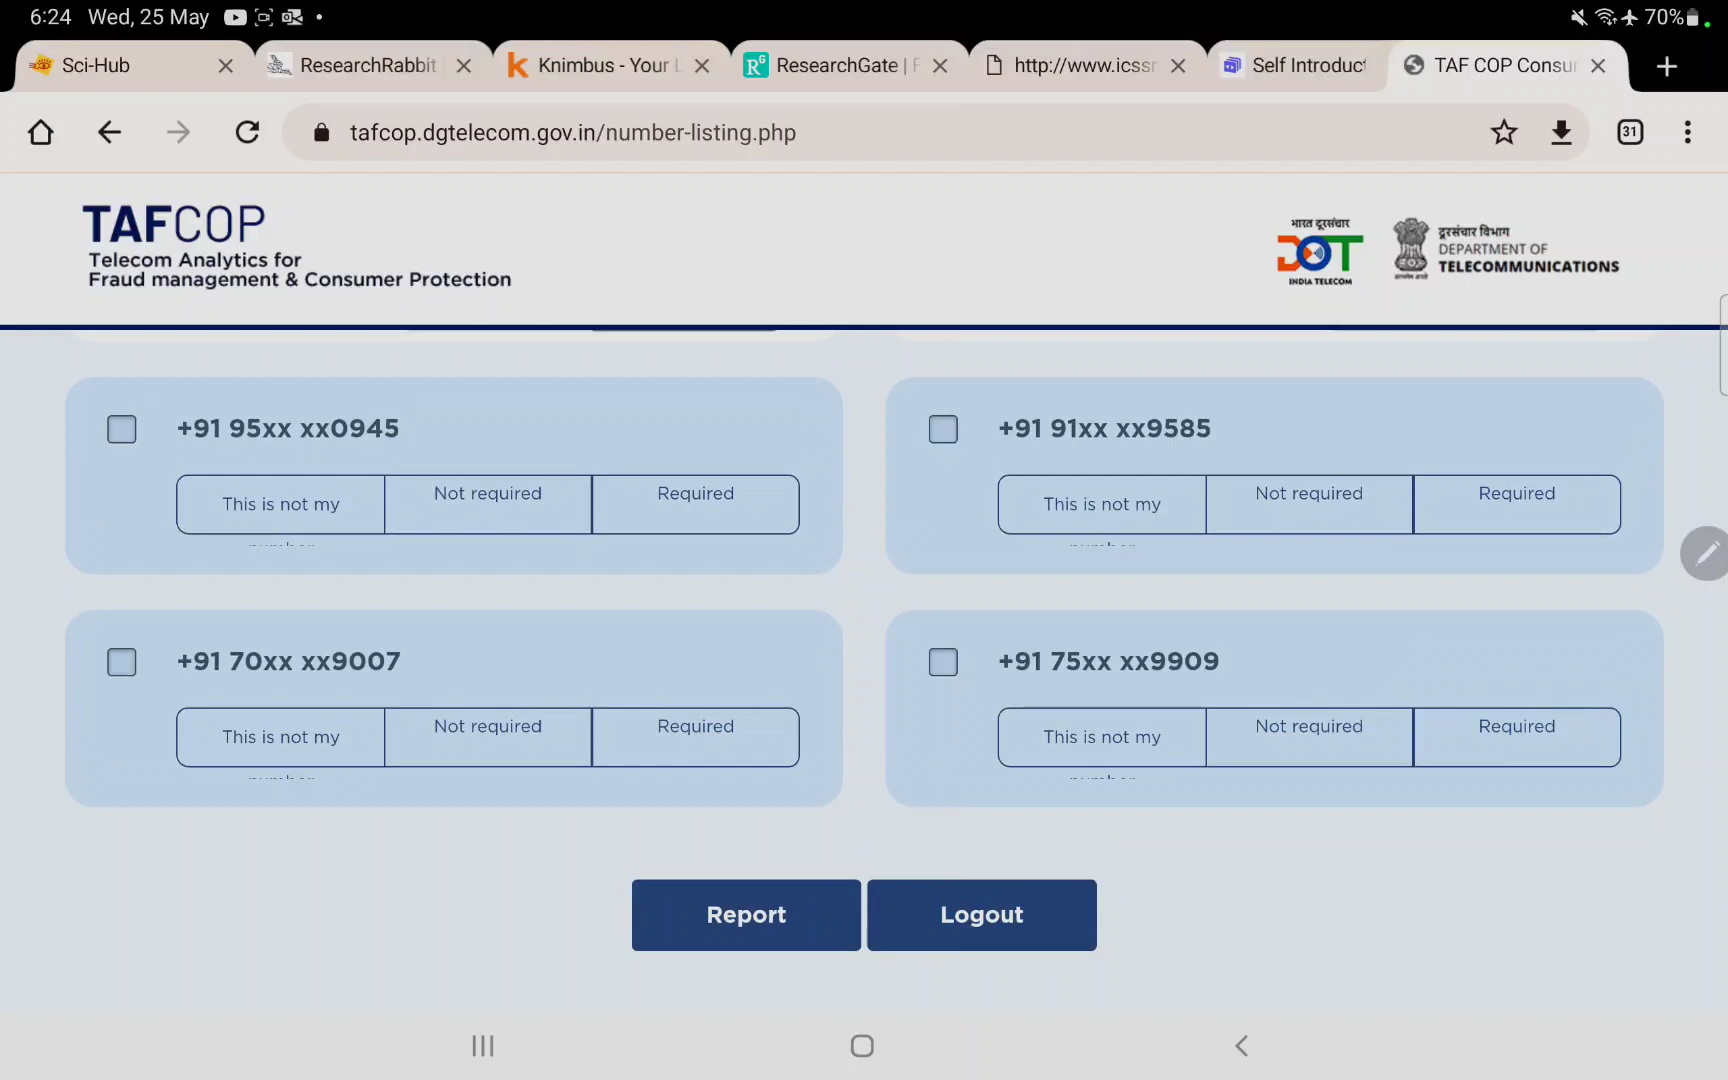 6:24 Wed, 25 May
70%
Sci-Hub
ResearchRabbit
Knimbus - Your L
ResearchGate | F
http://www.icssr
Self Introduct
TAF COP Consum
tafcop.dgtelecom.gov.in/number-listing.php
31
TAFCOP
Telecom Analytics for
Fraud management & Consumer Protection
भारत दूरसंचार
DOT
INDIA TELECOM
दूरसंचार विभाग
DEPARTMENT OF
TELECOMMUNICATIONS
+91 95xx xx0945
This is not my
Not required
Required
+91 91xx xx9585
This is not my
Not required
Required
+91 70xx xx9007
This is not my
Not required
Required
+91 75xx xx9909
This is not my
Not required
Required
Report
Logout